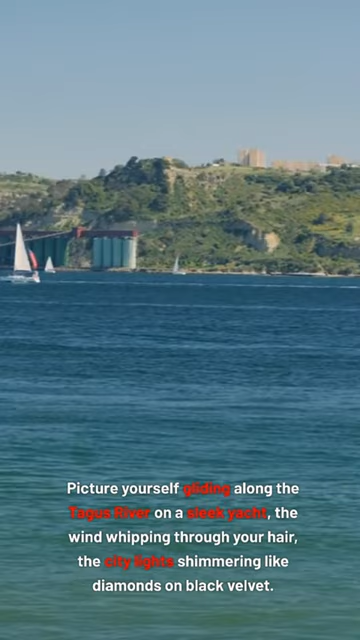 Picture yourself gliding along the
Tagus River on a sleek yacht, the
wind whipping through your hair,
the city lights shimmering like
diamonds on black velvet.